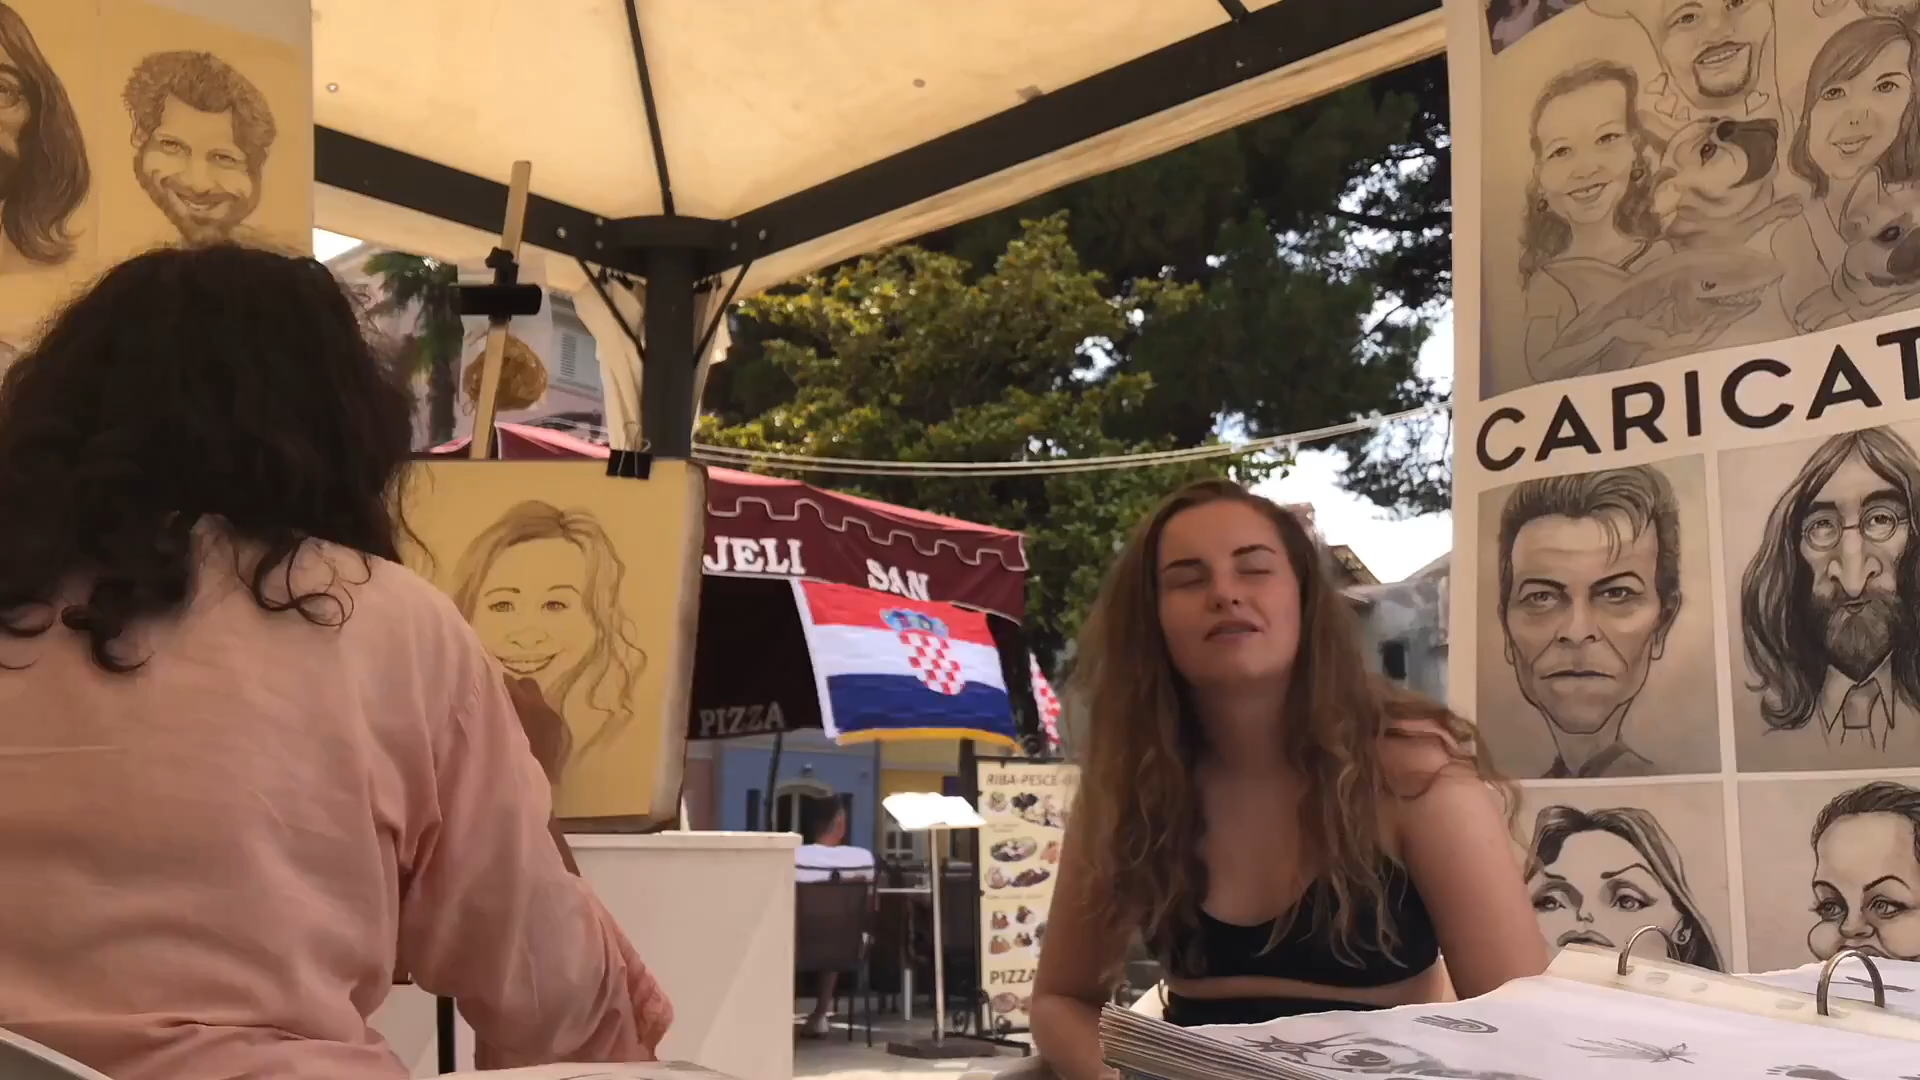 CARICAT
JELI SAN
PIZZA
RIBA-PESCE-
PIZZA